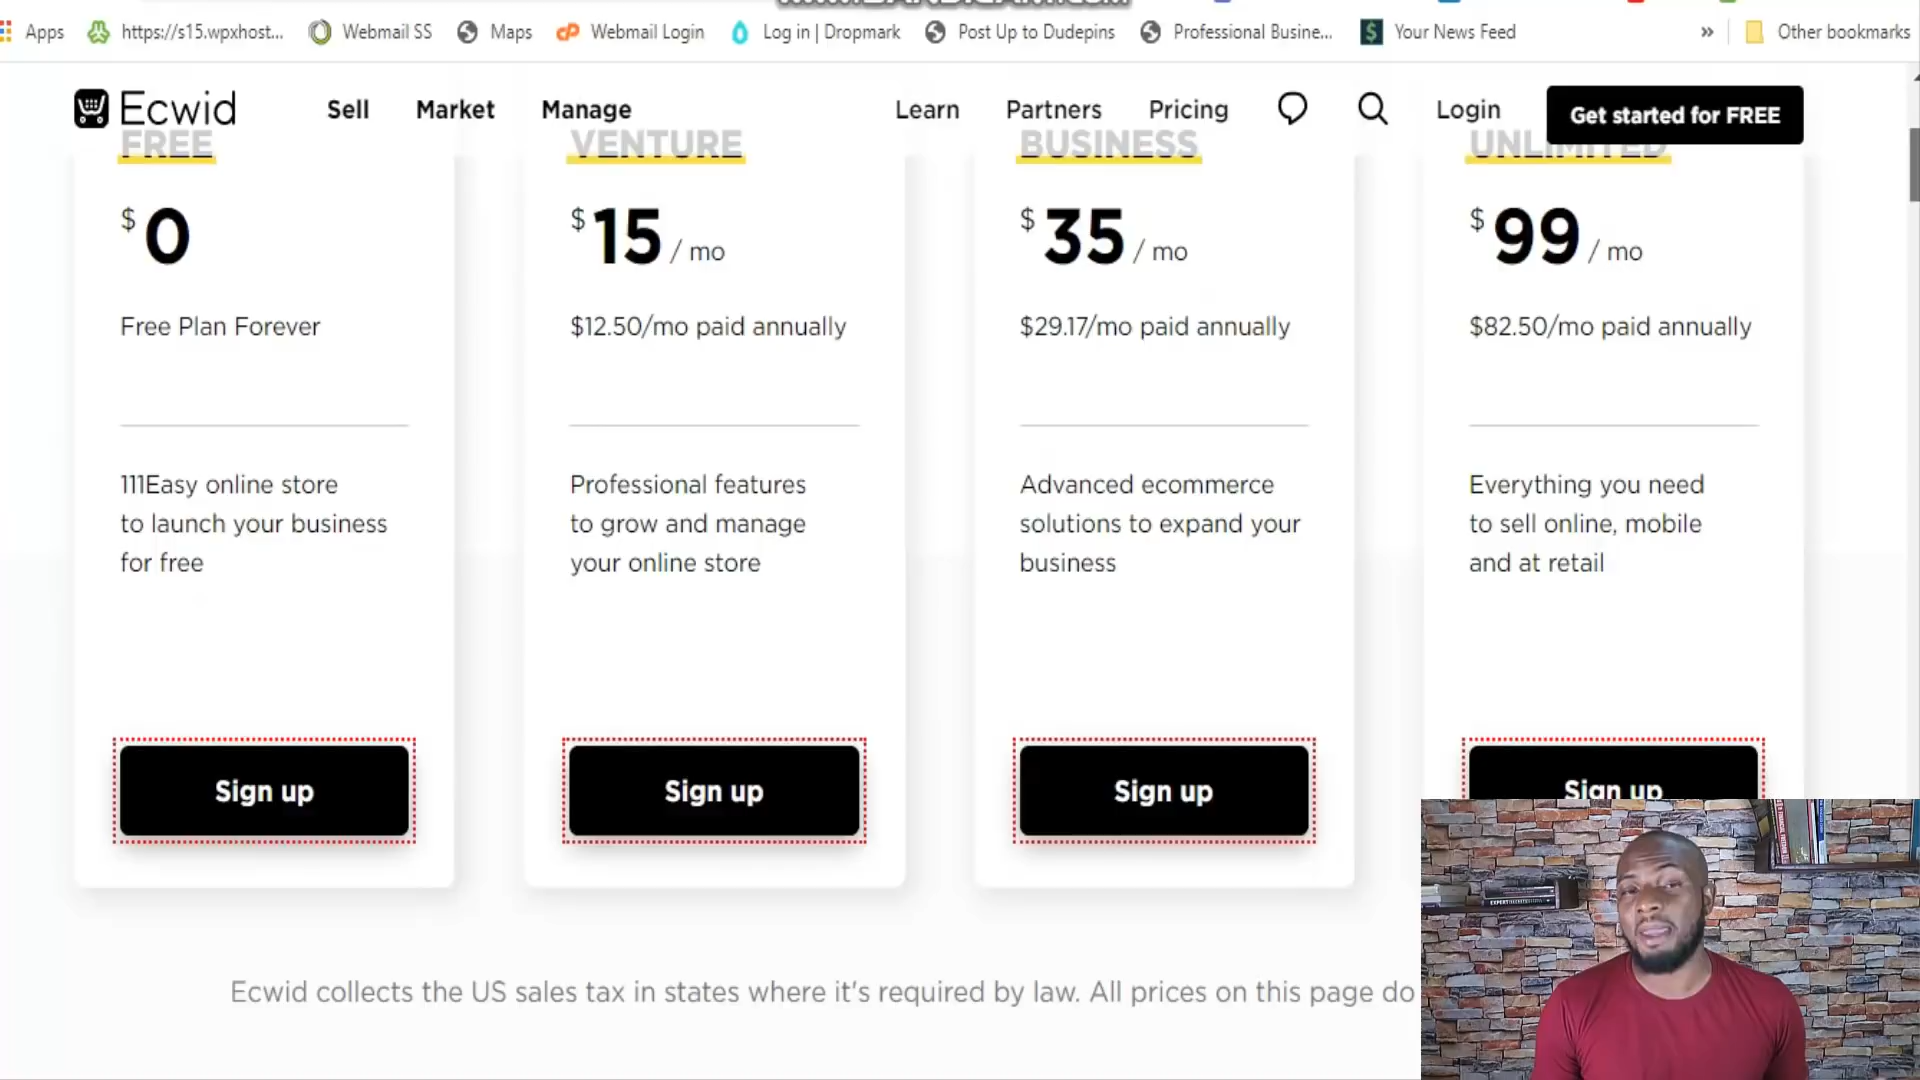 Apps https://s15.wpxhost... Webmail SS Maps Webmail Login Log in | Dropmark Post Up to Dudepins Professional Busine... Your News Feed » Other bookmarks
Ecwid Sell Market Manage Learn Partners Pricing Login Get started for FREE
FREE VENTURE BUSINESS UNLIMITED
$0 $15 / mo $35 / mo $99 / mo
Free Plan Forever $12.50/mo paid annually $29.17/mo paid annually $82.50/mo paid annually
111Easy online store
to launch your business
for free
Professional features
to grow and manage
your online store
Advanced ecommerce
solutions to expand your
business
Everything you need
to sell online, mobile
and at retail
Sign up Sign up Sign up Sign up
Ecwid collects the US sales tax in states where it's required by law. All prices on this page do